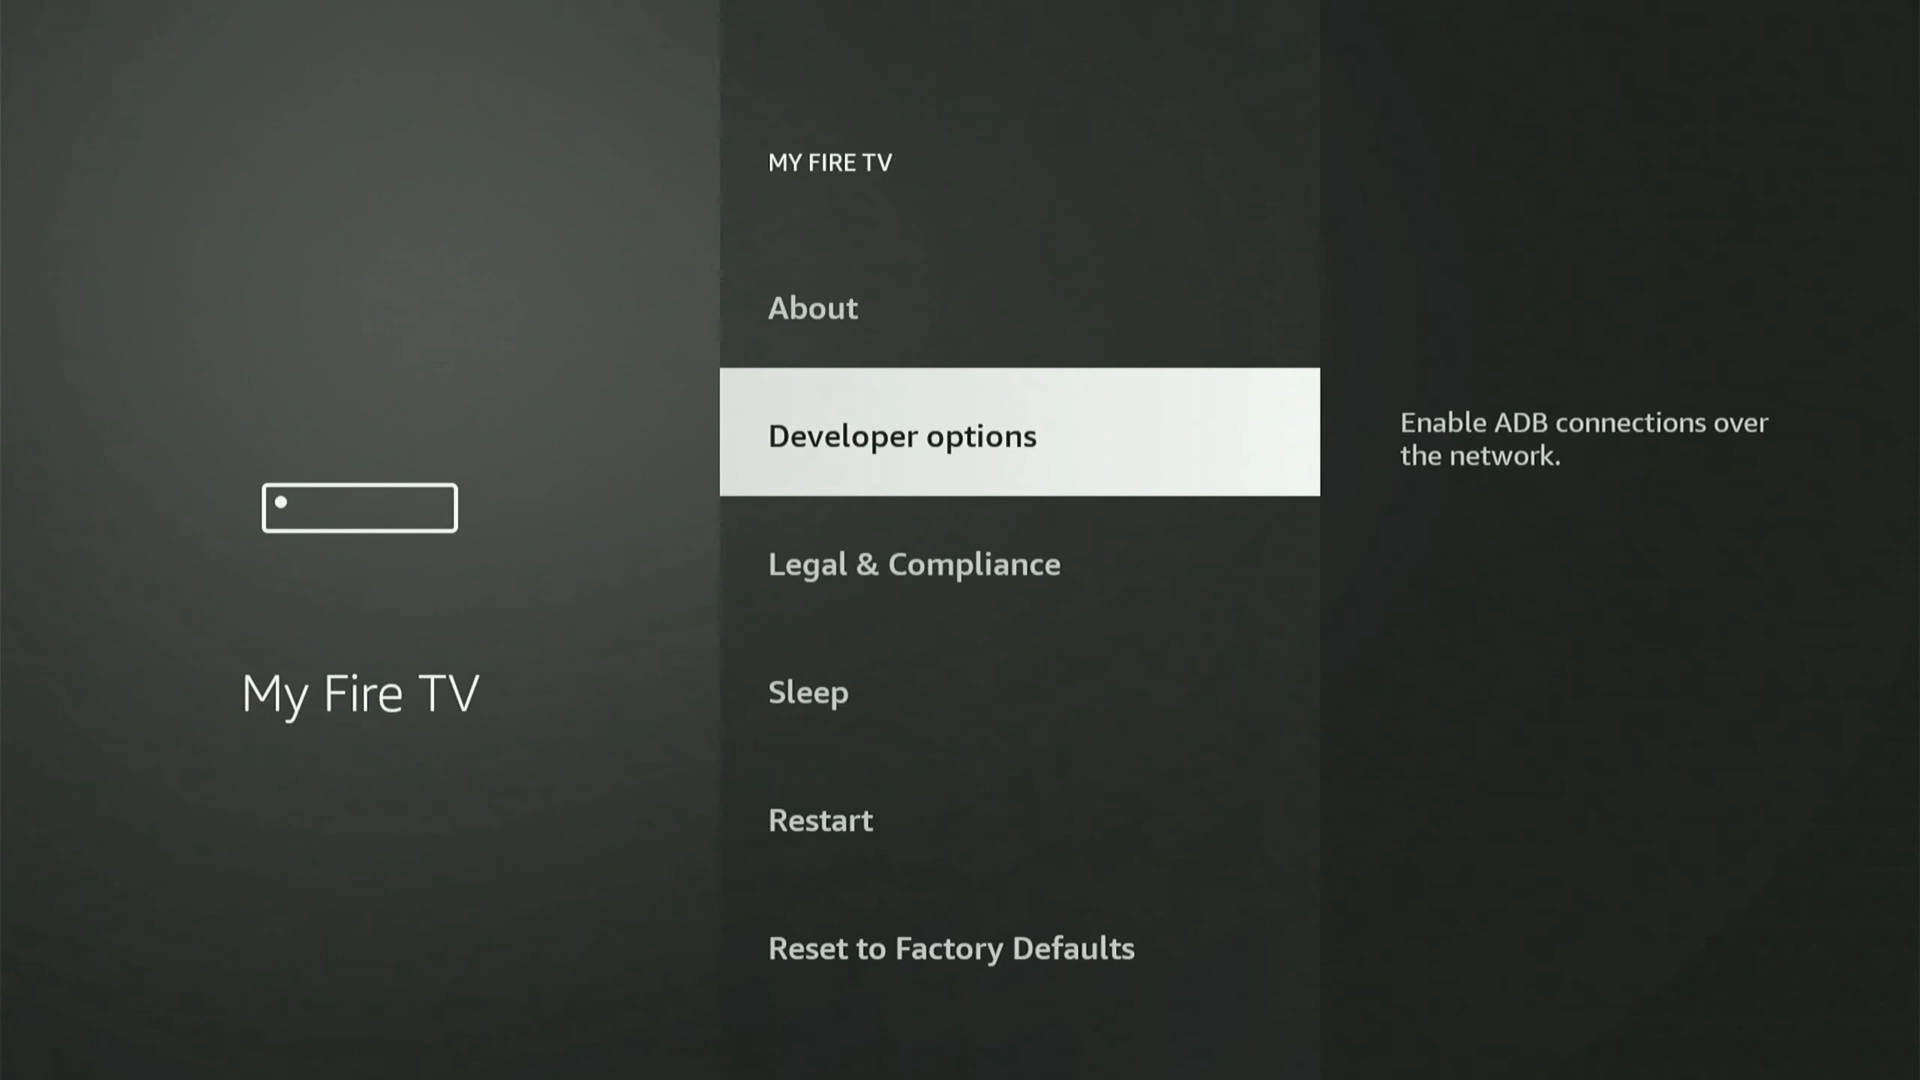 MY FIRE TV
About
Developer options
Enable ADB connections over
the network.
Legal & Compliance
Sleep
My Fire TV
Restart
Reset to Factory Defaults